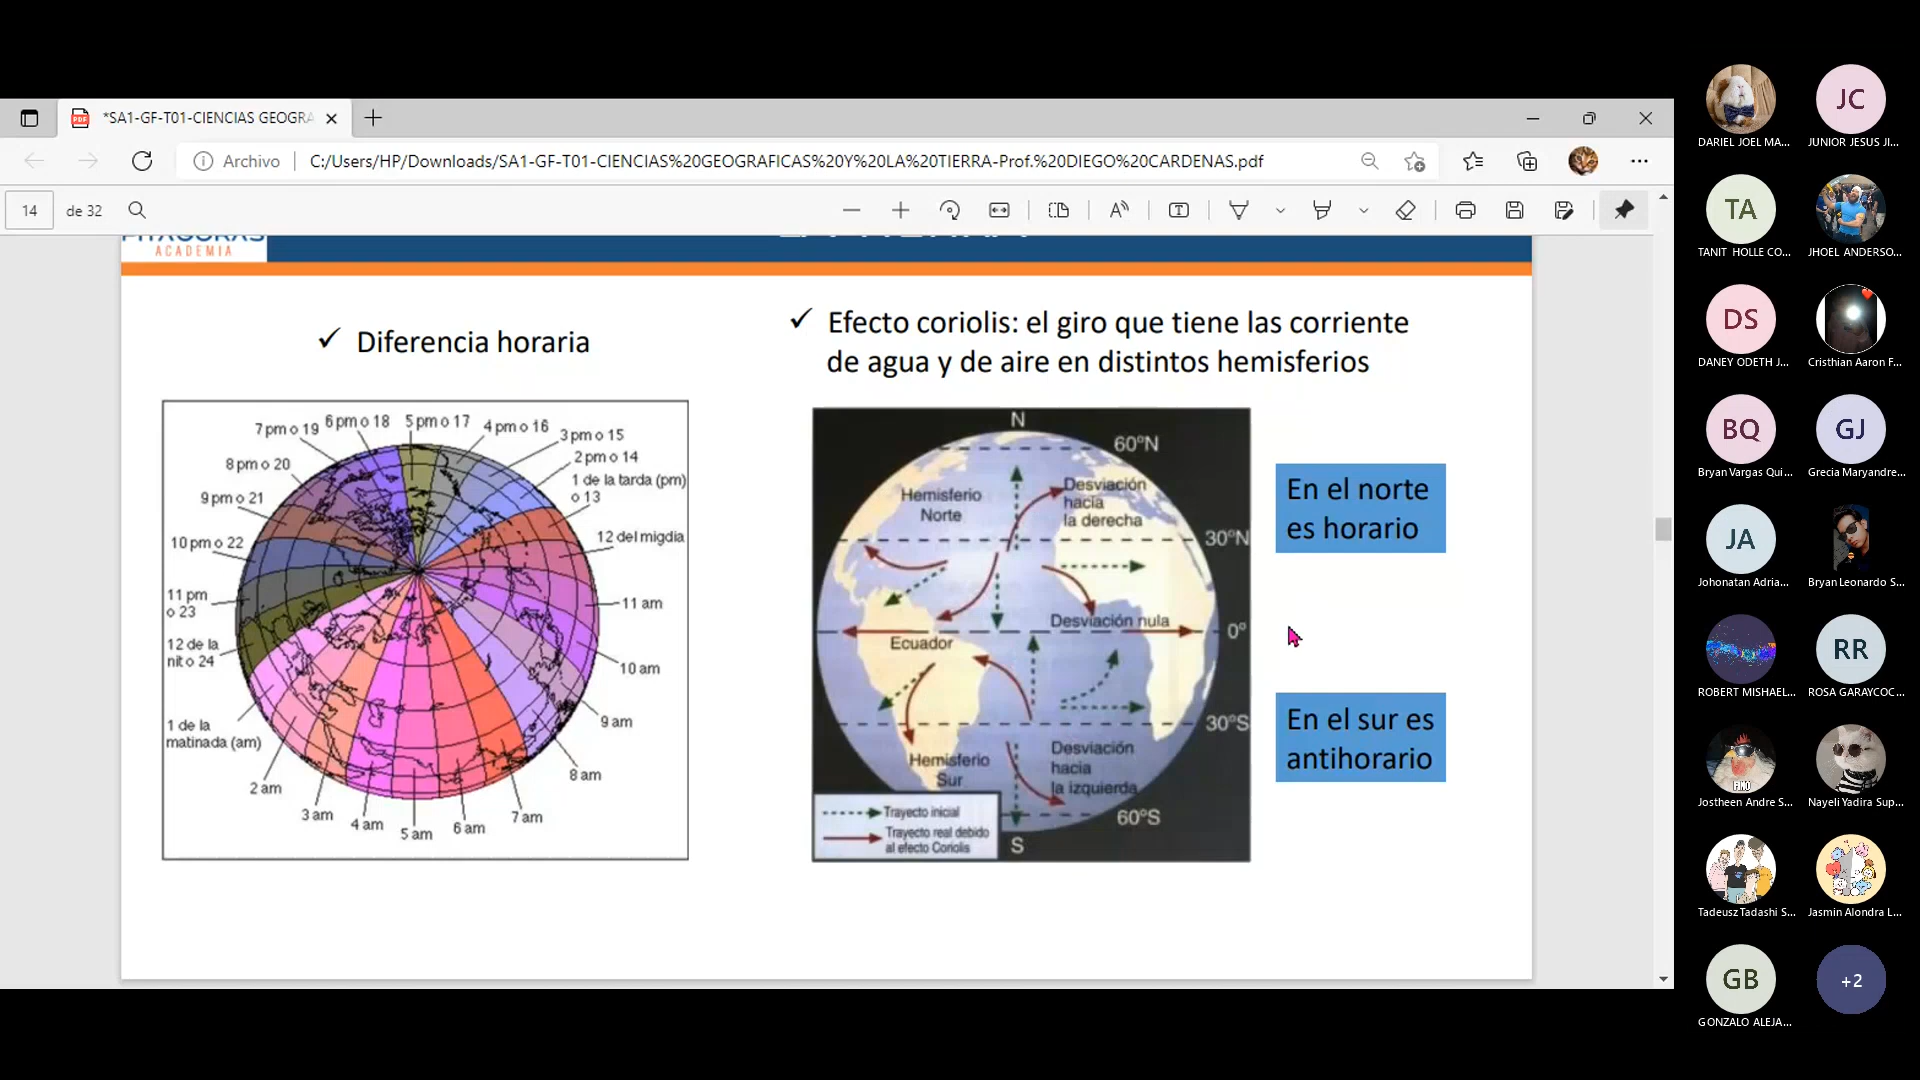 *SA1-GF-T01-CIENCIAS GEOGRA
Archivo
C:/Users/HP/Downloads/SA1-GF-T01-CIENCIAS%20GEOGRAFICAS%20Y%20LA%20TIERRA-Prof.%20DIEGO%20CARDENAS.pdf
14 de 32
ACADEMIA
✓ Diferencia horaria
7 pm o 19
6 pm o 18
5 pm o 17
4 pm o 16
3 pm o 15
2 pm o 14
1 de la tarda (pm)
o 13
12 del migdia
11 am
10 am
9 am
8 am
7 am
6 am
5 am
4 am
3 am
2 am
1 de la
matinada (am)
12 de la
nit o 24
11 pm
o 23
10 pm o 22
9 pm o 21
8 pm o 20
✓ Efecto coriolis: el giro que tiene las corriente
de agua y de aire en distintos hemisferios
N
60ºN
Hemisferio
Norte
Desviación
hacia
la derecha
30ºN
Desviación nula
0º
Ecuador
30ºS
Hemisferio
Sur
Desviación
hacia
la izquierda
60ºS
S
Trayecto inicial
Trayecto real debido
al efecto Coriolis
En el norte
es horario
En el sur es
antihorario
DARIEL JOEL MA...
JC
JUNIOR JESUS JI...
TA
TANIT HOLLE CO...
JHOEL ANDERSO...
DS
DANEY ODETH J...
Cristhian Aaron F...
BQ
Bryan Vargas Qui...
GJ
Grecia Maryandre...
JA
Johonatan Adria...
Bryan Leonardo S...
ROBERT MISHAEL...
RR
ROSA GARAYCOC...
Jostheen Andre S...
Nayeli Yadira Sup...
Tadeusz Tadashi S...
Jasmin Alondra L...
GB
GONZALO ALEJA...
+2